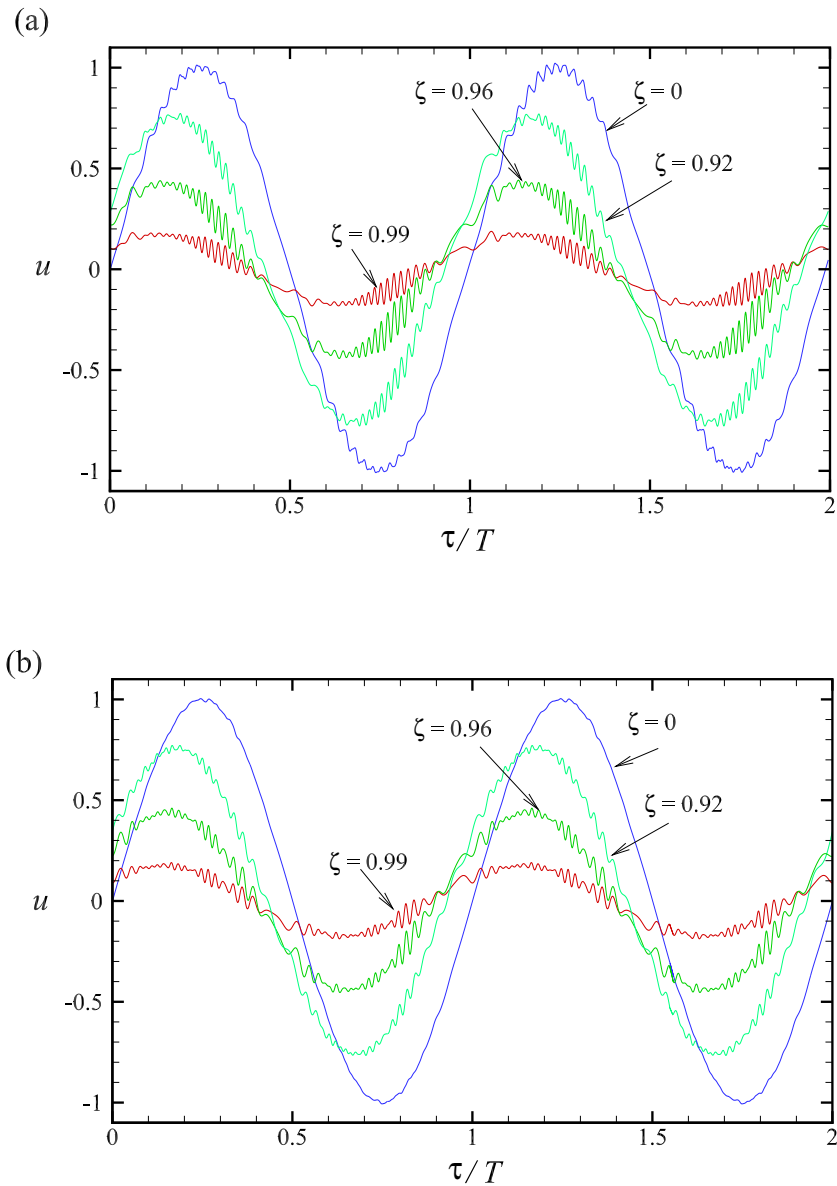 (a)
1
0.5
0
-0.5
-1
u
ζ = 0.96
ζ = 0
ζ = 0.92
ζ = 0.99
0 0.5 1 1.5 2
τ / T
(b)
1
0.5
0
-0.5
-1
u
ζ = 0.96
ζ = 0
ζ = 0.92
ζ = 0.99
0 0.5 1 1.5 2
τ / T